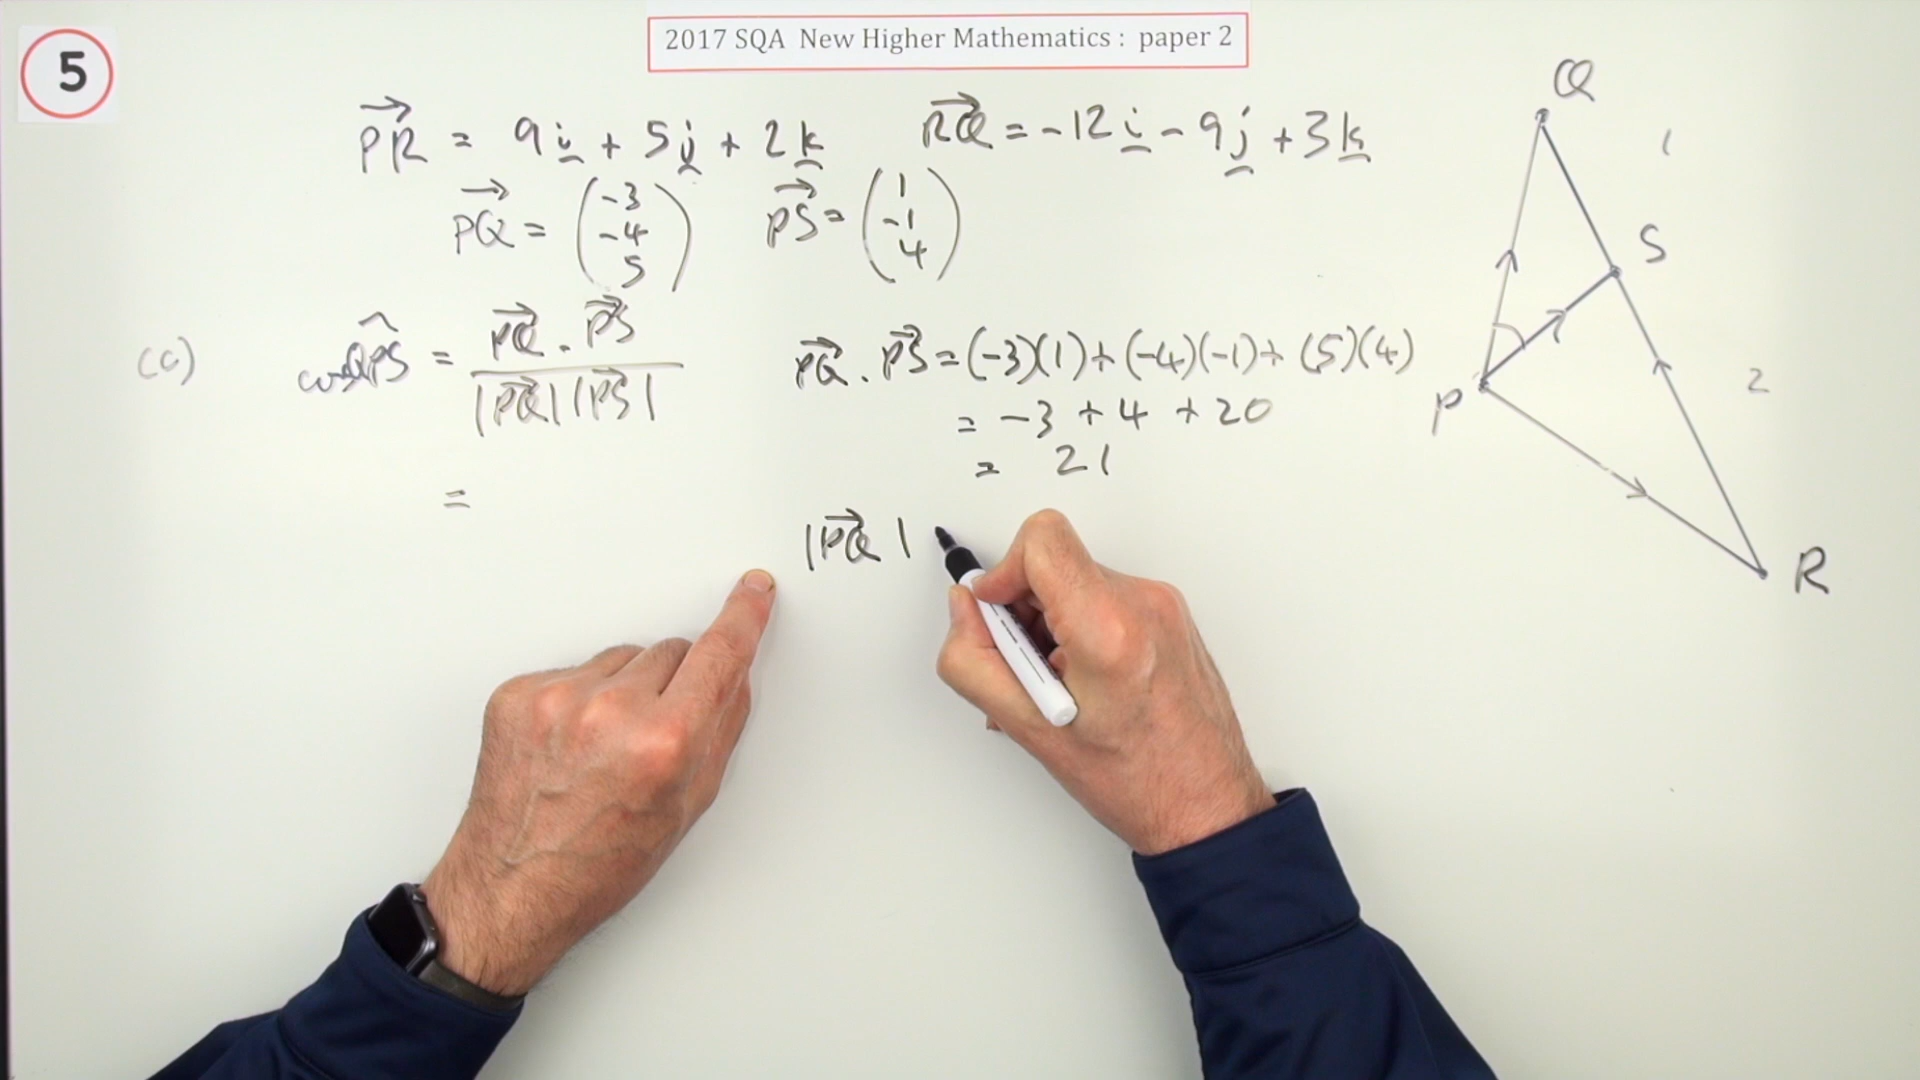 5
2017 SQA New Higher Mathematics : paper 2
PR = 9i + 5j + 2k RQ = -12i - 9j + 3k
PQ = (-3 -4 5) PS = (1 -1 4)
(c) cosQPS = PQ . PS / |PQ| |PS|
PQ . PS = (-3)(1) + (-4)(-1) + (5)(4)
= -3 + 4 + 20
= 21
=
|PQ|
Q
1
S
P
2
R